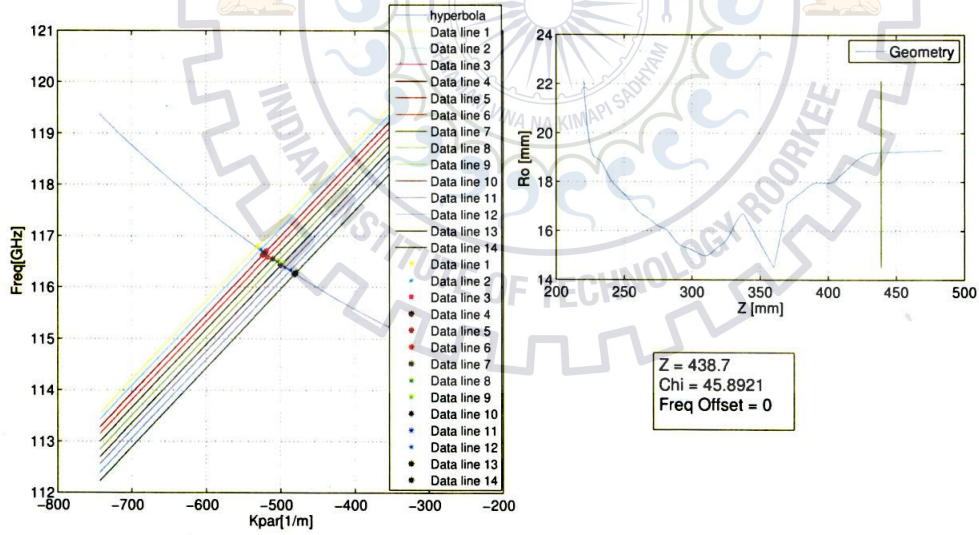 121
120
119
118
117
116
115
114
113
112
Freq[GHz]
-800
-700
-600
-500
-400
-300
-200
Kpar[1/m]
hyperbola
Data line 1
Data line 2
Data line 3
Data line 4
Data line 5
Data line 6
Data line 7
Data line 8
Data line 9
Data line 10
Data line 11
Data line 12
Data line 13
Data line 14
Data line 1
Data line 2
Data line 3
Data line 4
Data line 5
Data line 6
Data line 7
Data line 8
Data line 9
Data line 10
Data line 11
Data line 12
Data line 13
Data line 14
24
22
20
18
16
14
Ro [mm]
200
250
300
350
400
450
500
Z [mm]
Geometry
Z = 438.7
Chi = 45.8921
Freq Offset = 0
INDIAN INSTITUTE OF TECHNOLOGY ROORKEE
VINA NA KIMAPI SADHYAM